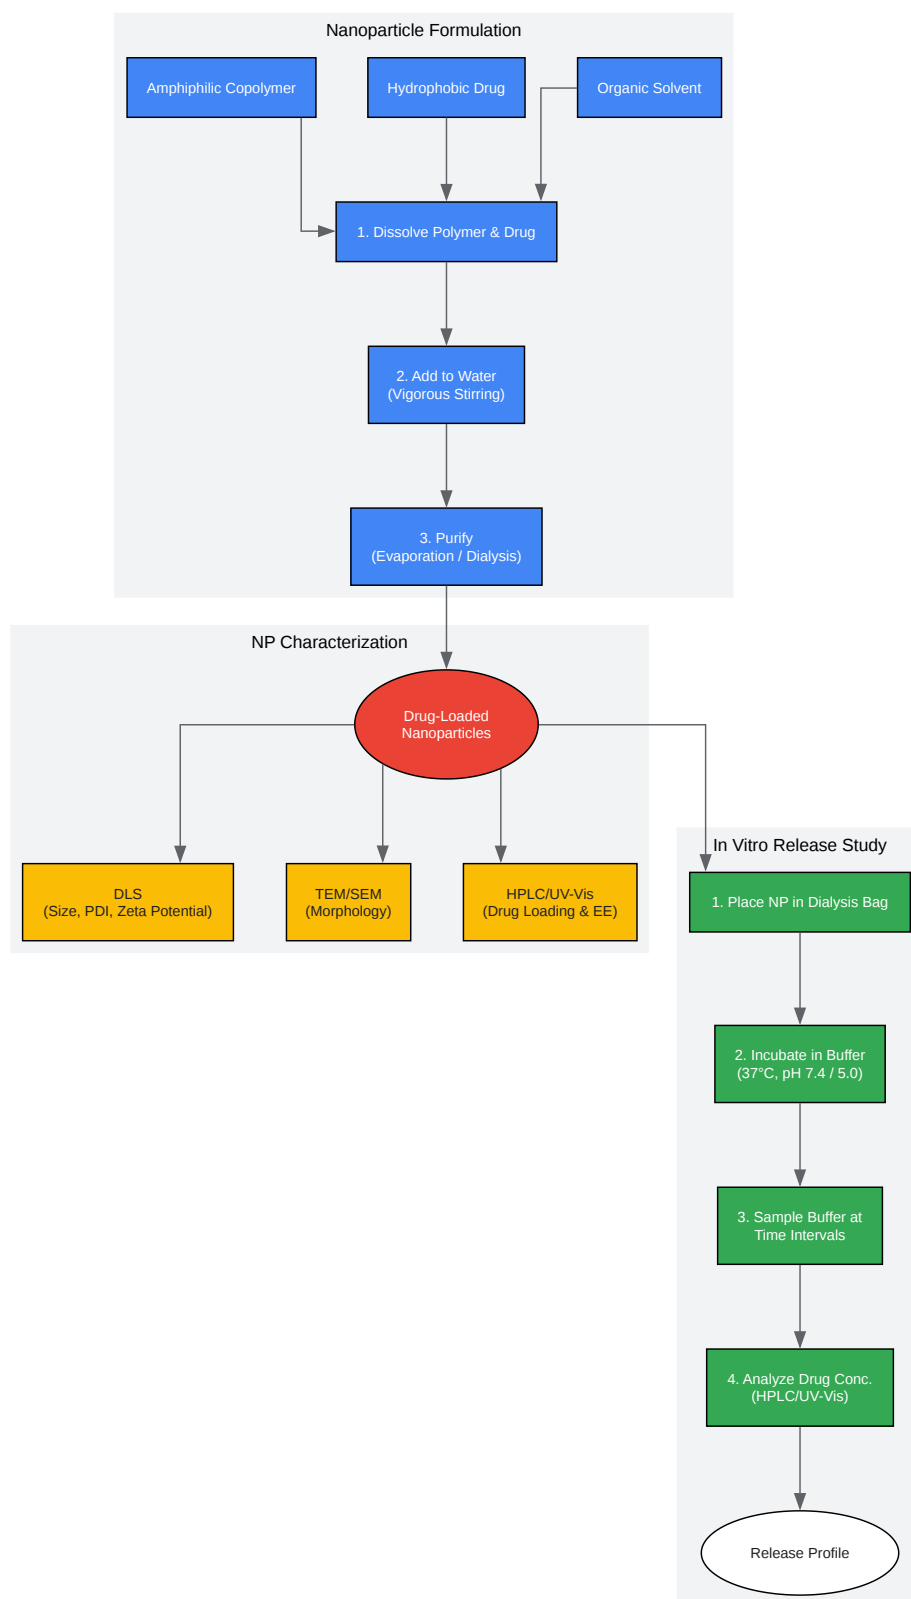 Nanoparticle Formulation
Amphiphilic Copolymer
Hydrophobic Drug
Organic Solvent
1. Dissolve Polymer & Drug
2. Add to Water
(Vigorous Stirring)
3. Purify
(Evaporation / Dialysis)
NP Characterization
Drug-Loaded
Nanoparticles
DLS
(Size, PDI, Zeta Potential)
TEM/SEM
(Morphology)
HPLC/UV-Vis
(Drug Loading & EE)
In Vitro Release Study
1. Place NP in Dialysis Bag
2. Incubate in Buffer
(37°C, pH 7.4 / 5.0)
3. Sample Buffer at
Time Intervals
4. Analyze Drug Conc.
(HPLC/UV-Vis)
Release Profile